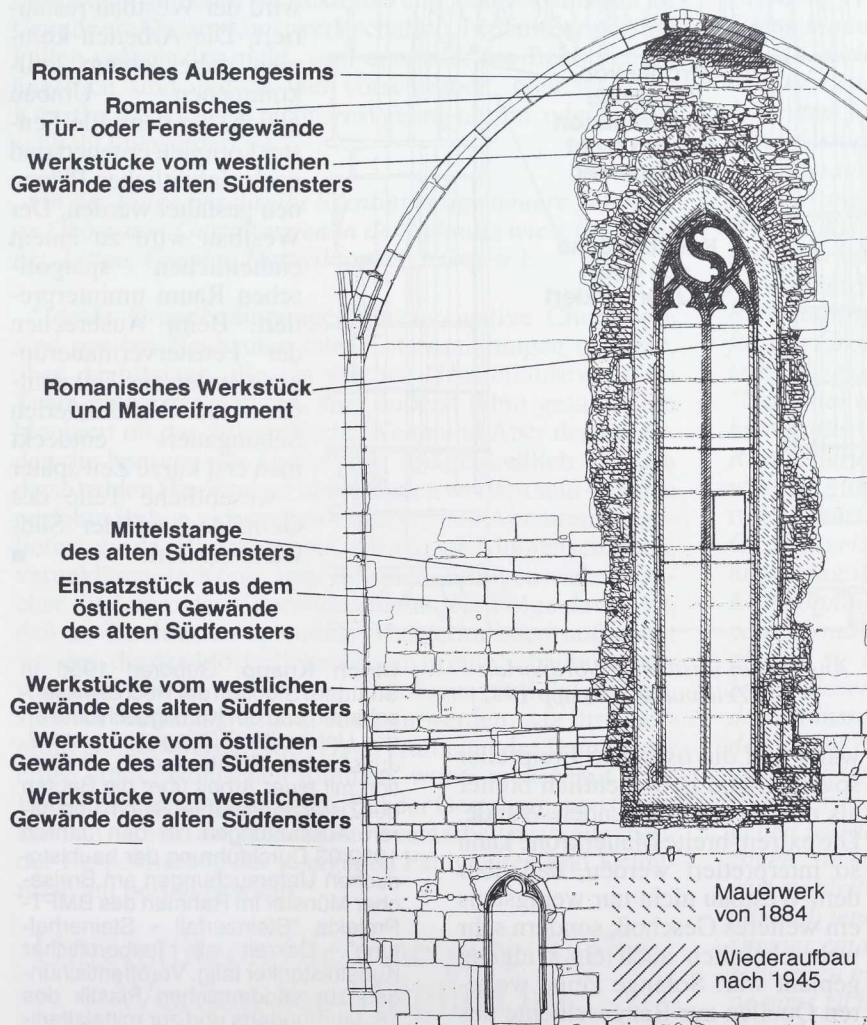 Romanisches Außengesims
Romanisches
Tür- oder Fenstergewände
Werkstücke vom westlichen
Gewände des alten Südfensters
Romanisches Werkstück
und Malereifragment
Mittelstange
des alten Südfensters
Einsatzstück aus dem
östlichen Gewände
des alten Südfensters
Werkstücke vom westlichen
Gewände des alten Südfensters
Werkstücke vom östlichen
Gewände des alten Südfensters
Werkstücke vom westlichen
Gewände des alten Südfensters
Mauerwerk
von 1884
Wiederaufbau
nach 1945